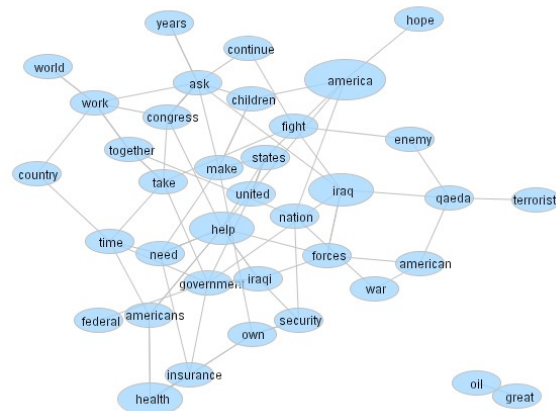 years
hope
continue
world
ask
america
work
children
congress
fight
enemy
together
states
make
country
take
united
iraq
qaeda
terrorist
nation
help
time
need
forces
american
government
iraqi
war
federal
americans
security
own
insurance
oil
health
great